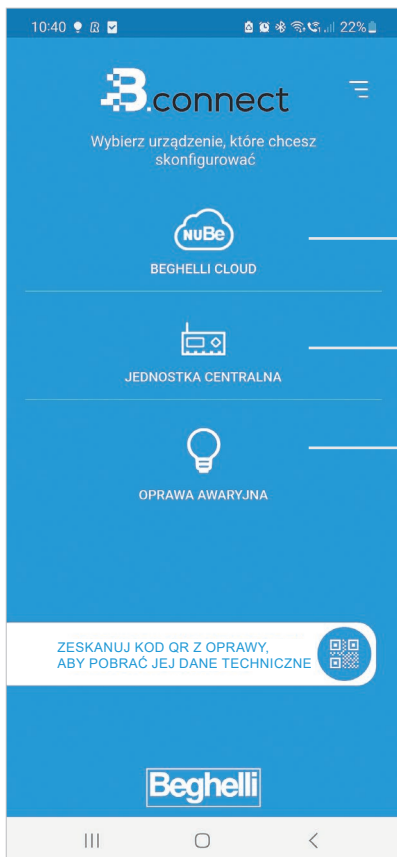 10:40
22%
B.connect
Wybierz urządzenie, które chcesz
skonfigurować
NUBe
BEGHELLI CLOUD
JEDNOSTKA CENTRALNA
OPRAWA AWARYJNA
ZESKANUJ KOD QR Z OPRAWY,
ABY POBRAĆ JEJ DANE TECHNICZNE
Beghelli